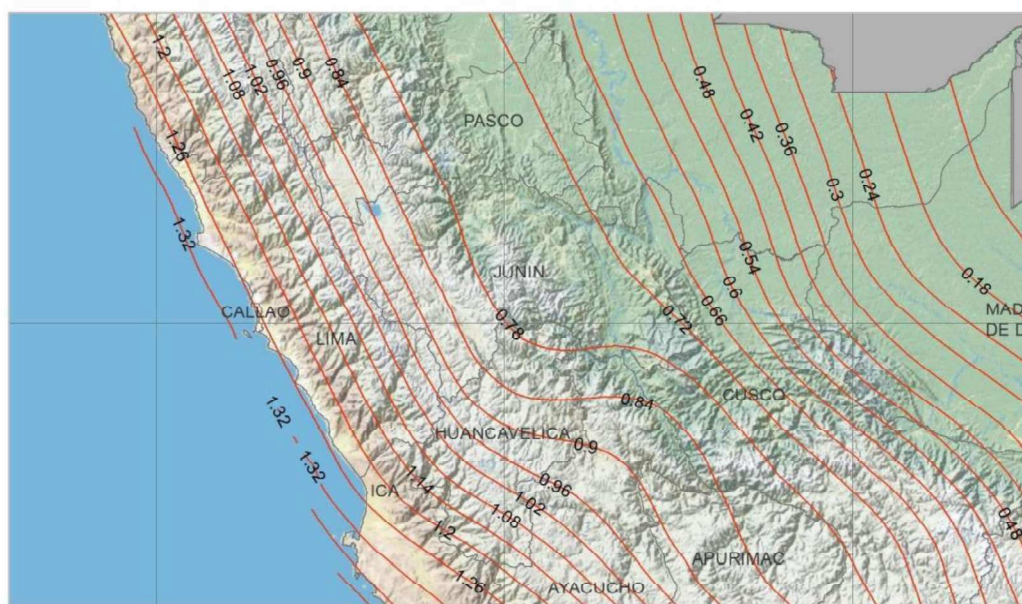 1.2
1.08
1.02
0.96
0.9
0.84
0.48
0.42
0.36
PASCO
1.26
0.3
0.24
1.32
0.54
JUNIN
0.6
0.18
0.66
CALLAO
0.78
0.72
MAD
DE D
LIMA
1.32
0.84
CUSCO
HUANCAVELICA
0.9
1.32
1.14
ICA
0.96
1.02
1.08
1.2
0.48
APURIMAC
1.26
AYACUCHO